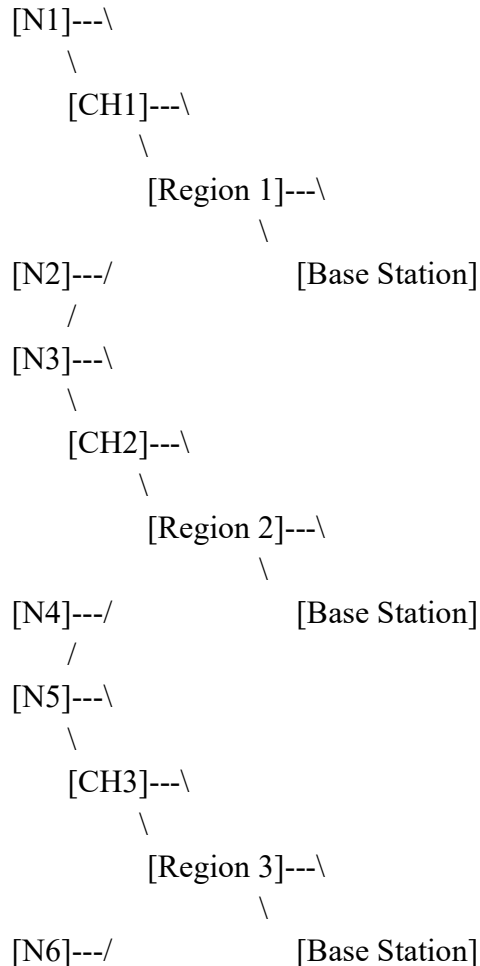 [N1]---\
\
[CH1]---\
\
[Region 1]---\
\
[N2]---/ [Base Station]
/
[N3]---\
\
[CH2]---\
\
[Region 2]---\
\
[N4]---/ [Base Station]
/
[N5]---\
\
[CH3]---\
\
[Region 3]---\
\
[N6]---/ [Base Station]